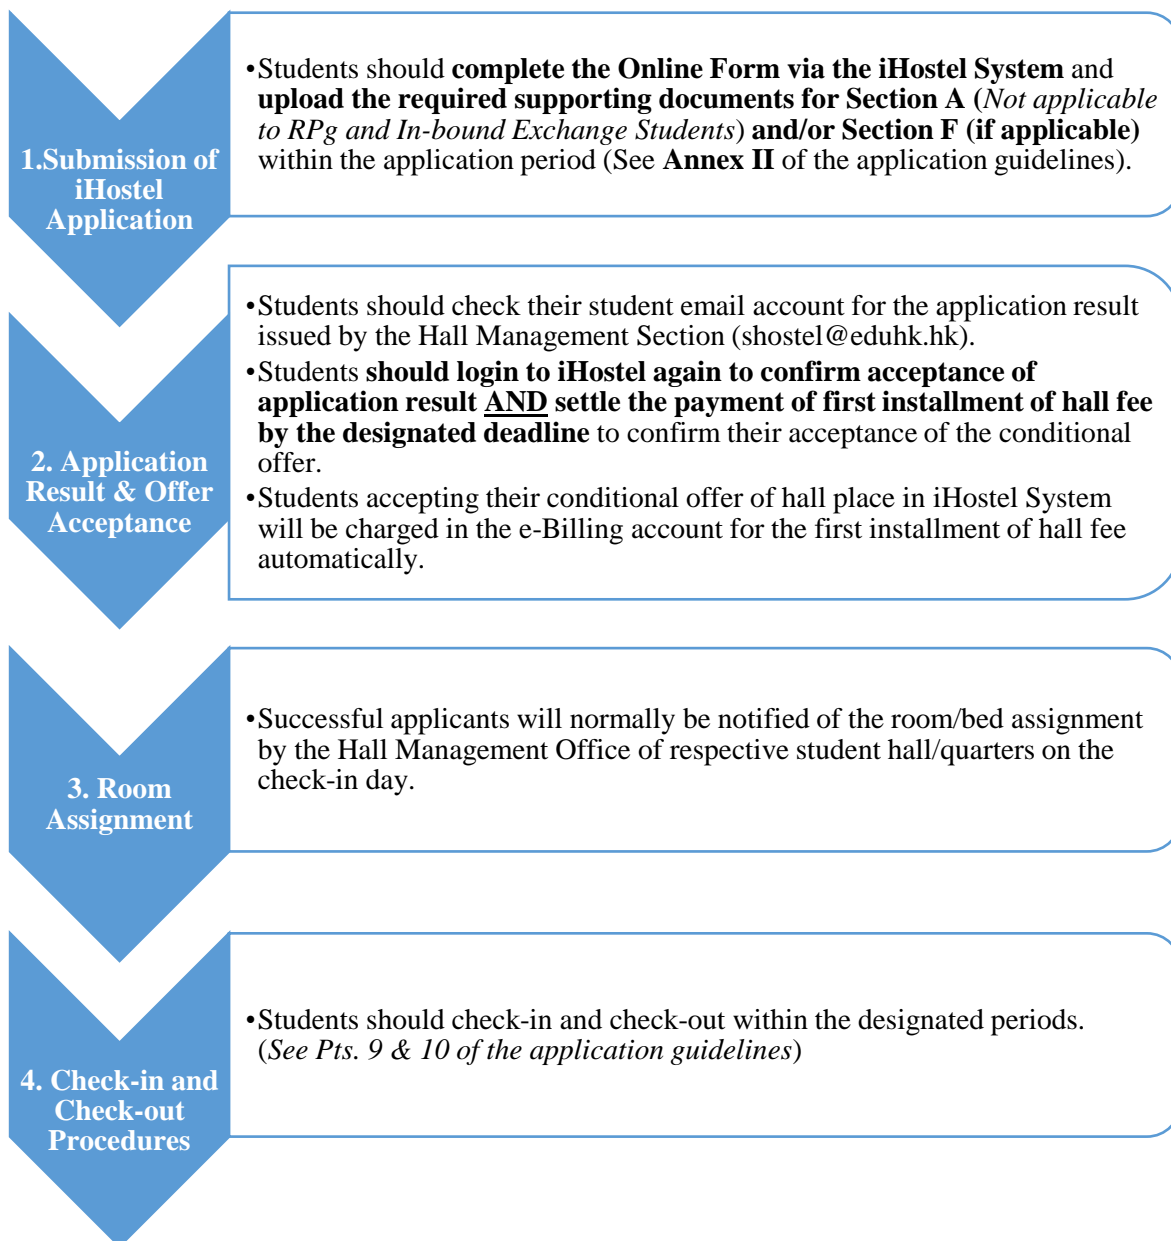 1.Submission of
iHostel
Application
•Students should complete the Online Form via the iHostel System and
upload the required supporting documents for Section A (Not applicable
to RPg and In-bound Exchange Students) and/or Section F (if applicable)
within the application period (See Annex II of the application guidelines).
2. Application
Result & Offer
Acceptance
•Students should check their student email account for the application result
issued by the Hall Management Section (shostel@eduhk.hk).
•Students should login to iHostel again to confirm acceptance of
application result AND settle the payment of first installment of hall fee
by the designated deadline to confirm their acceptance of the conditional
offer.
•Students accepting their conditional offer of hall place in iHostel System
will be charged in the e-Billing account for the first installment of hall fee
automatically.
3. Room
Assignment
•Successful applicants will normally be notified of the room/bed assignment
by the Hall Management Office of respective student hall/quarters on the
check-in day.
4. Check-in and
Check-out
Procedures
•Students should check-in and check-out within the designated periods.
(See Pts. 9 & 10 of the application guidelines)